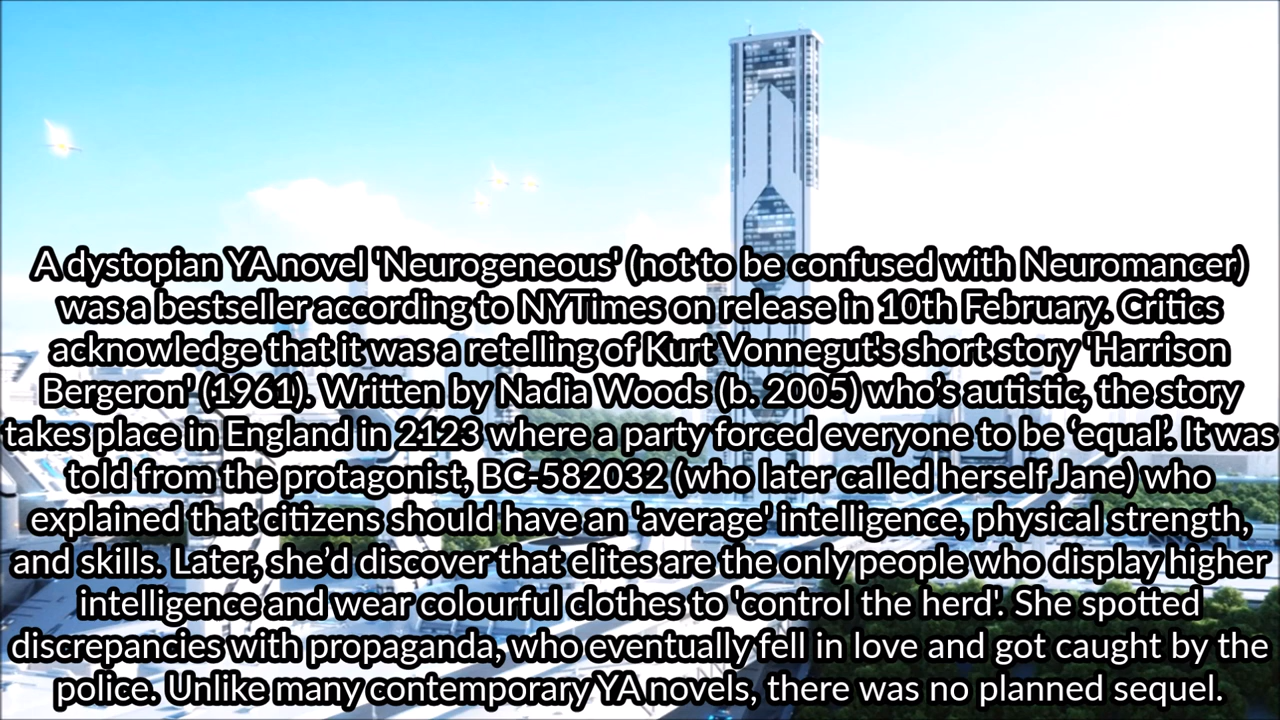 A dystopian YA novel 'Neurogeneous' (not to be confused with Neuromancer)
was a bestseller according to NYTimes on release in 10th February. Critics
acknowledge that it was a retelling of Kurt Vonnegut's short story 'Harrison
Bergeron' (1961). Written by Nadia Woods (b. 2005) who’s autistic, the story
takes place in England in 2123 where a party forced everyone to be ‘equal’. It was
told from the protagonist, BC-582032 (who later called herself Jane) who
explained that citizens should have an 'average' intelligence, physical strength,
and skills. Later, she’d discover that elites are the only people who display higher
intelligence and wear colourful clothes to 'control the herd'. She spotted
discrepancies with propaganda, who eventually fell in love and got caught by the
police. Unlike many contemporary YA novels, there was no planned sequel.